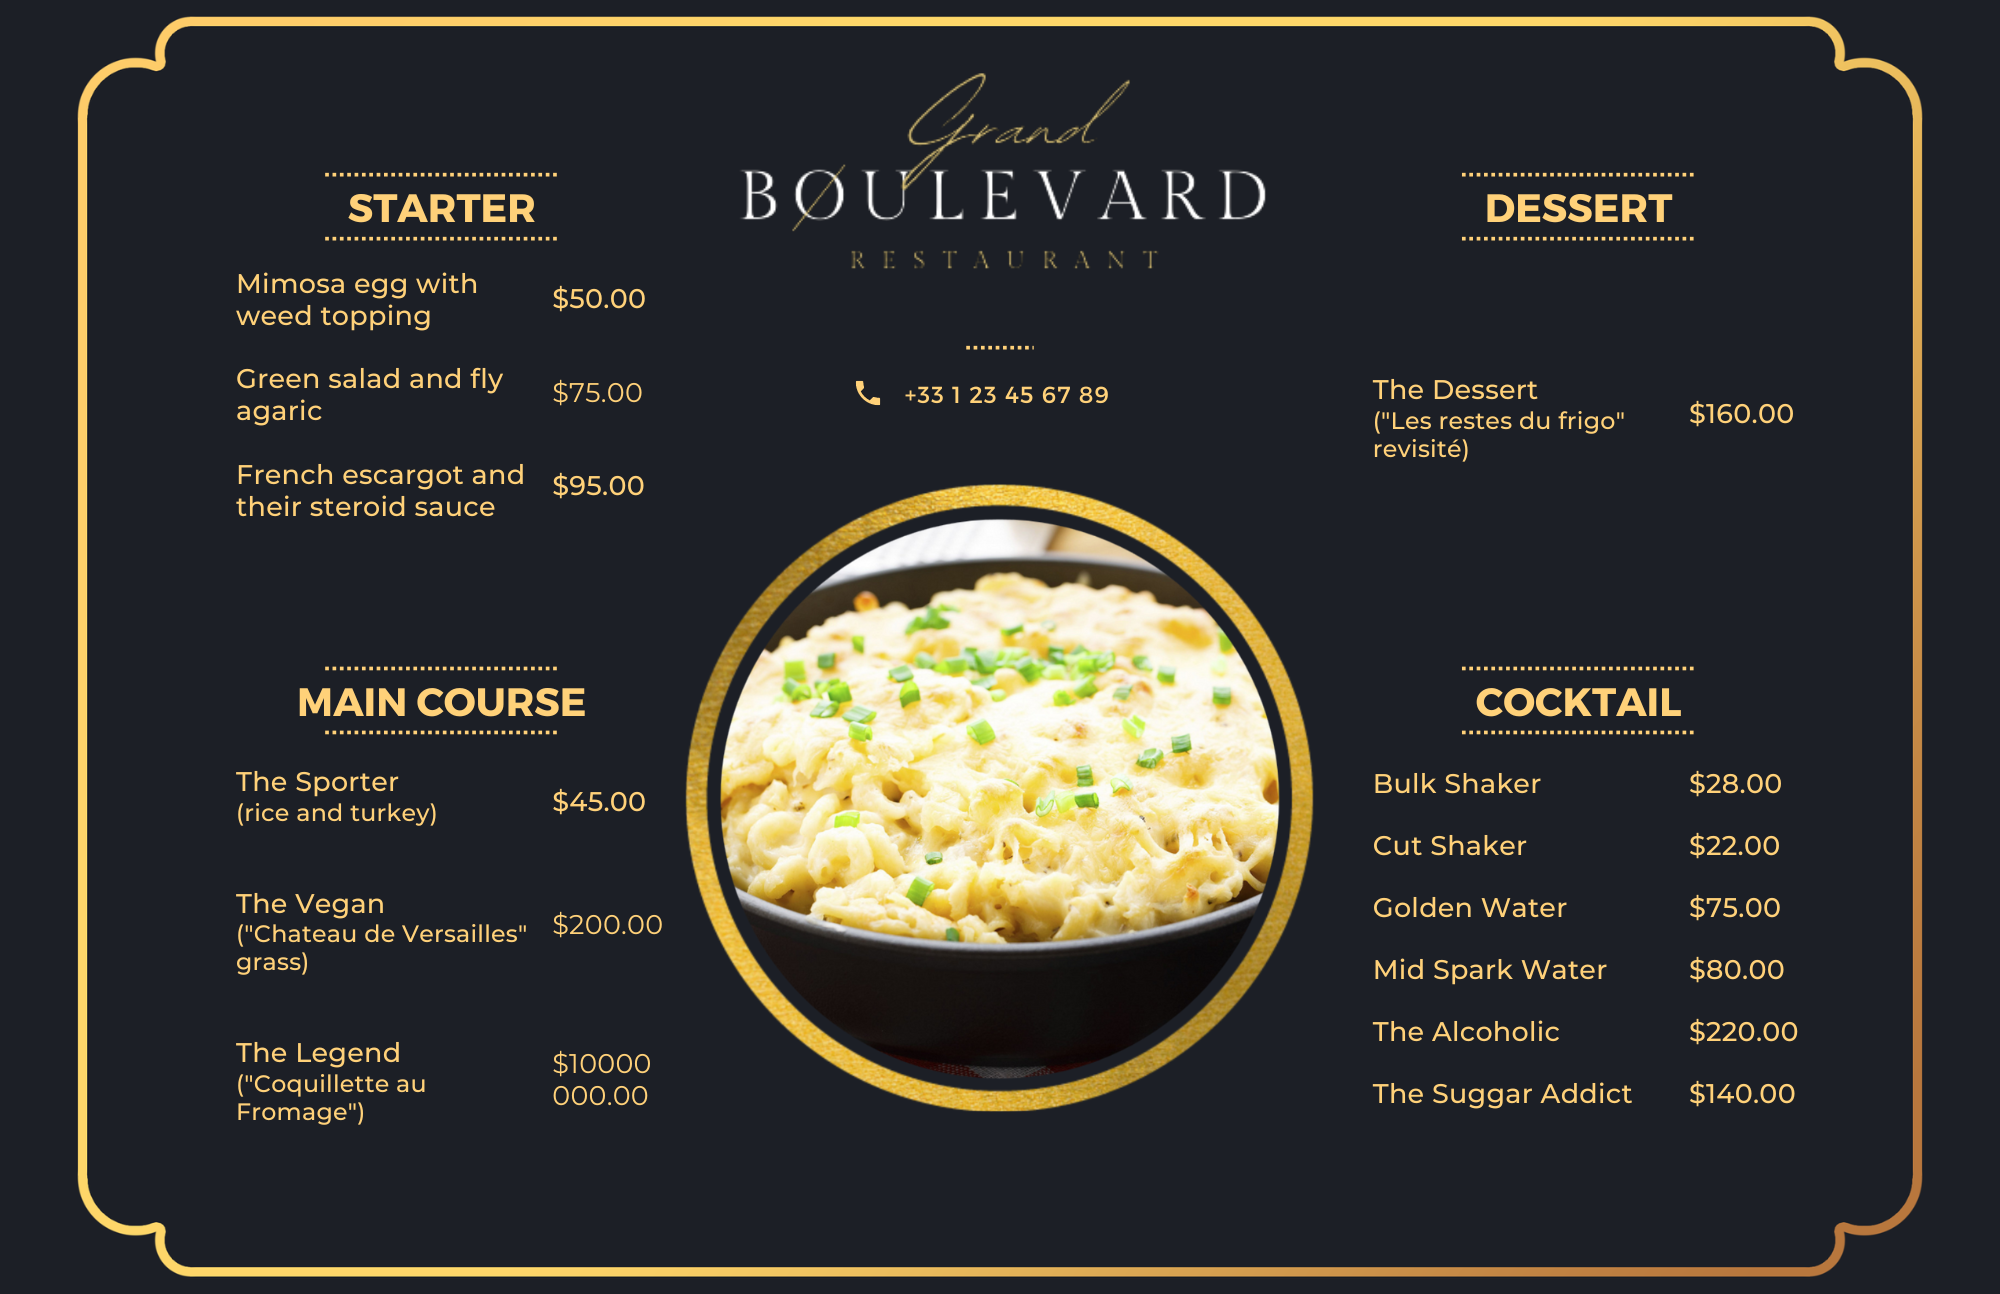 Grand
BOULEVARD
RESTAURANT
+33 1 23 45 67 89
STARTER
Mimosa egg with
weed topping
$50.00
Green salad and fly
agaric
$75.00
French escargot and
their steroid sauce
$95.00
MAIN COURSE
The Sporter
(rice and turkey)
$45.00
The Vegan
("Chateau de Versailles"
grass)
$200.00
The Legend
("Coquillette au
Fromage")
$10000
000.00
DESSERT
The Dessert
("Les restes du frigo"
revisité)
$160.00
COCKTAIL
Bulk Shaker $28.00
Cut Shaker $22.00
Golden Water $75.00
Mid Spark Water $80.00
The Alcoholic $220.00
The Suggar Addict $140.00